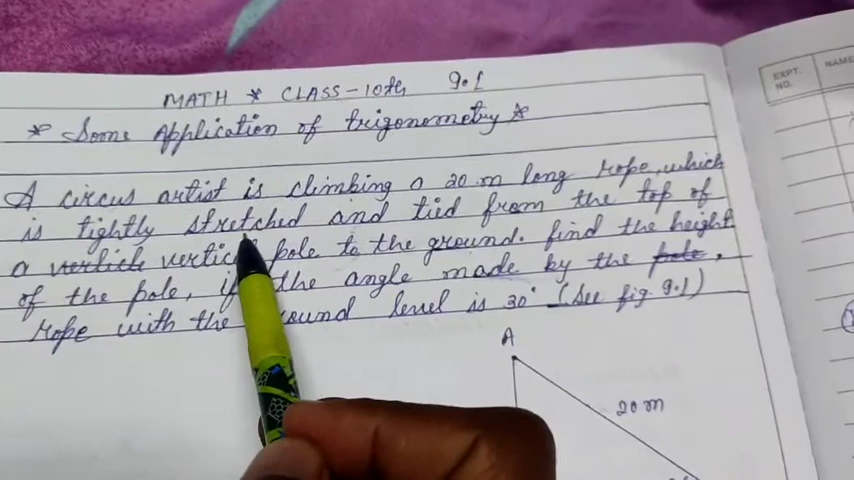 MATH * CLASS-10th 9.1
* Some Application of trigonometry *
A circus artist is climbing a 20 m long rope, which
is tightly stretched and tied from the top of
a verticle vertical pole to the ground. find the height
of the pole, if the angle made by the pole.
rope with the ground level is 30° (See fig 9.1)
A
20 m
EXPT. NO.
NAME